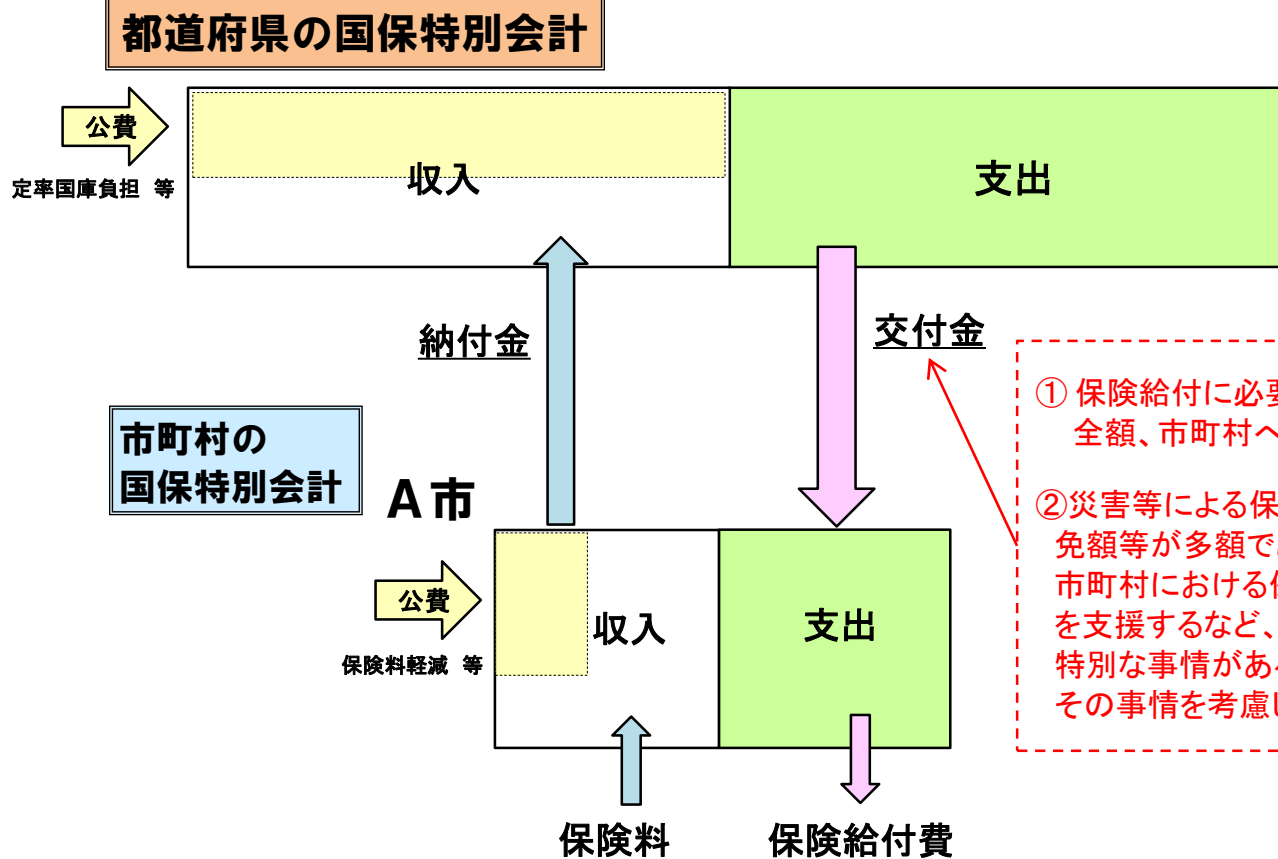 都道府県の国保特別会計
公費
定率国庫負担 等
収入
支出
納付金
交付金
① 保険給付に必要
全額、市町村へ
②災害等による保
免額等が多額で
市町村における
を支援するなど、
特別な事情があ
その事情を考慮
市町村の
国保特別会計
A市
公費
保険料軽減 等
収入
支出
保険料
保険給付費